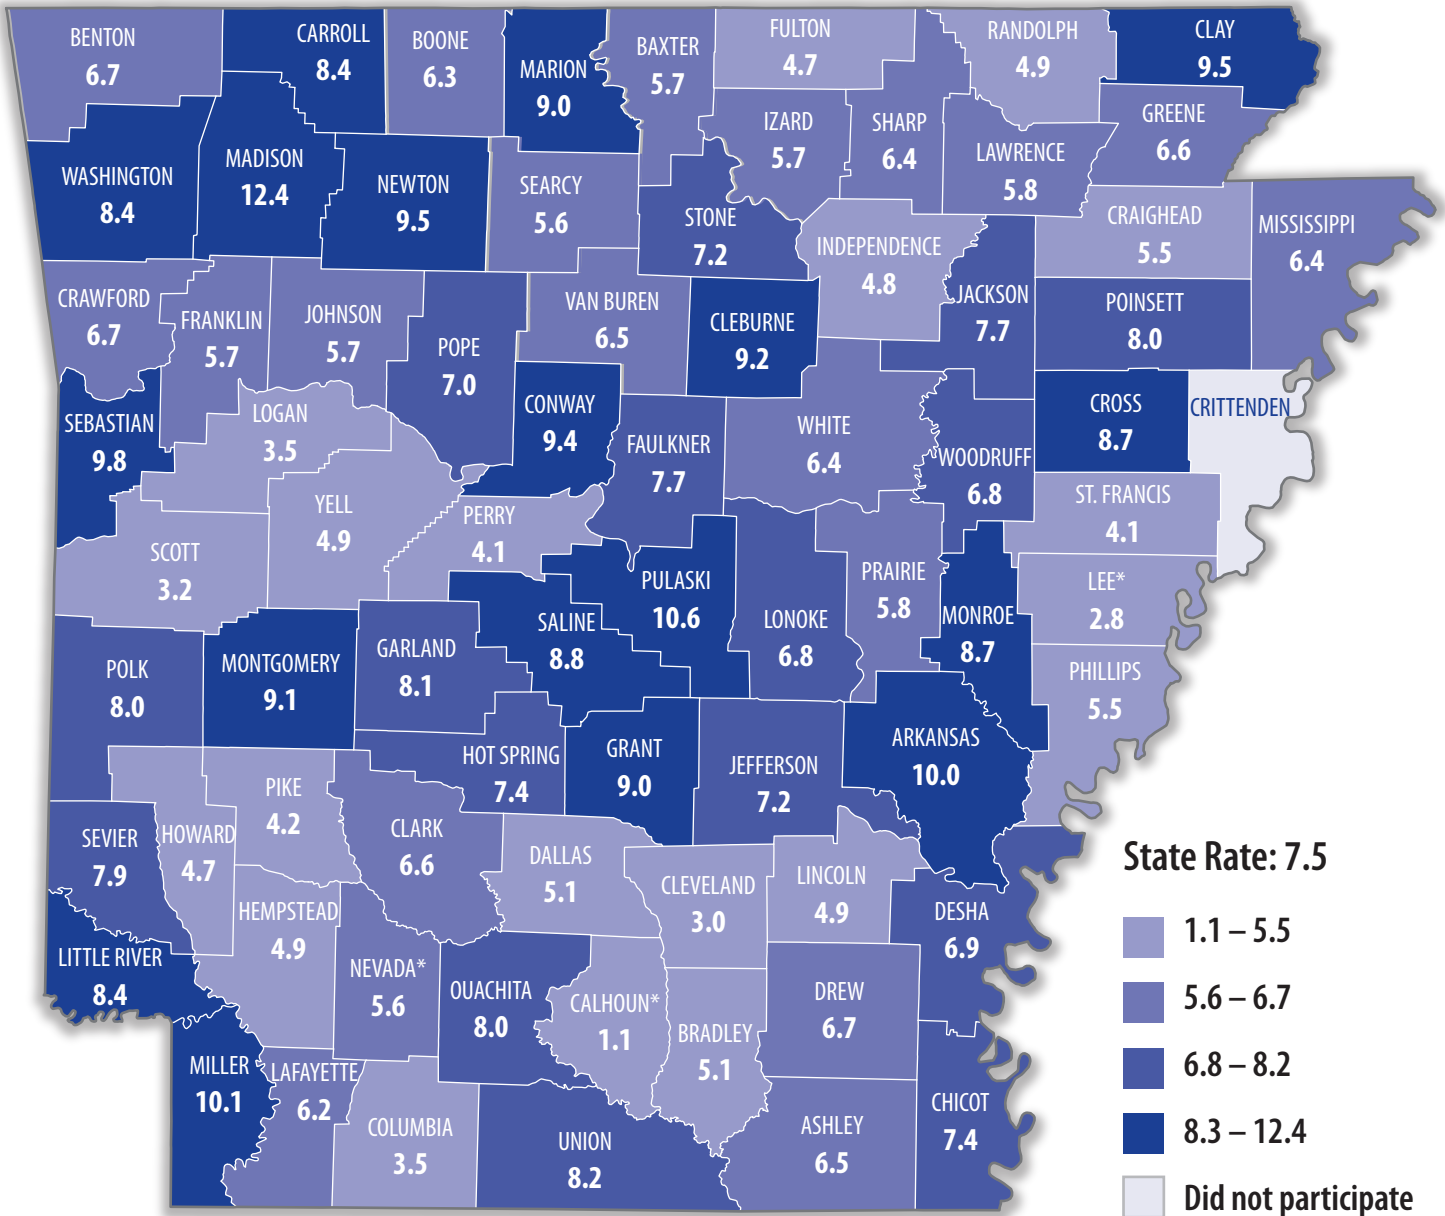 BENTON
6.7
CARROLL
8.4
BOONE
6.3
MARION
9.0
BAXTER
5.7
FULTON
4.7
RANDOLPH
4.9
CLAY
9.5
WASHINGTON
8.4
MADISON
12.4
NEWTON
9.5
SEARCY
5.6
STONE
7.2
IZARD
5.7
SHARP
6.4
LAWRENCE
5.8
GREENE
6.6
CRAIGHEAD
5.5
MISSISSIPPI
6.4
INDEPENDENCE
4.8
CRAWFORD
6.7
FRANKLIN
5.7
JOHNSON
5.7
POPE
7.0
VAN BUREN
6.5
CLEBURNE
9.2
JACKSON
7.7
POINSETT
8.0
SEBASTIAN
9.8
LOGAN
3.5
CONWAY
9.4
FAULKNER
7.7
WHITE
6.4
WOODRUFF
6.8
CROSS
8.7
CRITTENDEN
SCOTT
3.2
YELL
4.9
PERRY
4.1
ST. FRANCIS
4.1
PULASKI
10.6
LONOKE
6.8
PRAIRIE
5.8
MONROE
8.7
LEE*
2.8
POLK
8.0
MONTGOMERY
9.1
GARLAND
8.1
SALINE
8.8
PHILLIPS
5.5
HOT SPRING
7.4
GRANT
9.0
JEFFERSON
7.2
ARKANSAS
10.0
SEVIER
7.9
HOWARD
4.7
PIKE
4.2
CLARK
6.6
DALLAS
5.1
CLEVELAND
3.0
LINCOLN
4.9
DESHA
6.9
LITTLE RIVER
8.4
HEMPSTEAD
4.9
NEVADA*
5.6
OUACHITA
8.0
CALHOUN*
1.1
BRADLEY
5.1
DREW
6.7
MILLER
10.1
LAFAYETTE
6.2
COLUMBIA
3.5
UNION
8.2
ASHLEY
6.5
CHICOT
7.4
State Rate: 7.5
1.1 – 5.5
5.6 – 6.7
6.8 – 8.2
8.3 – 12.4
Did not participate